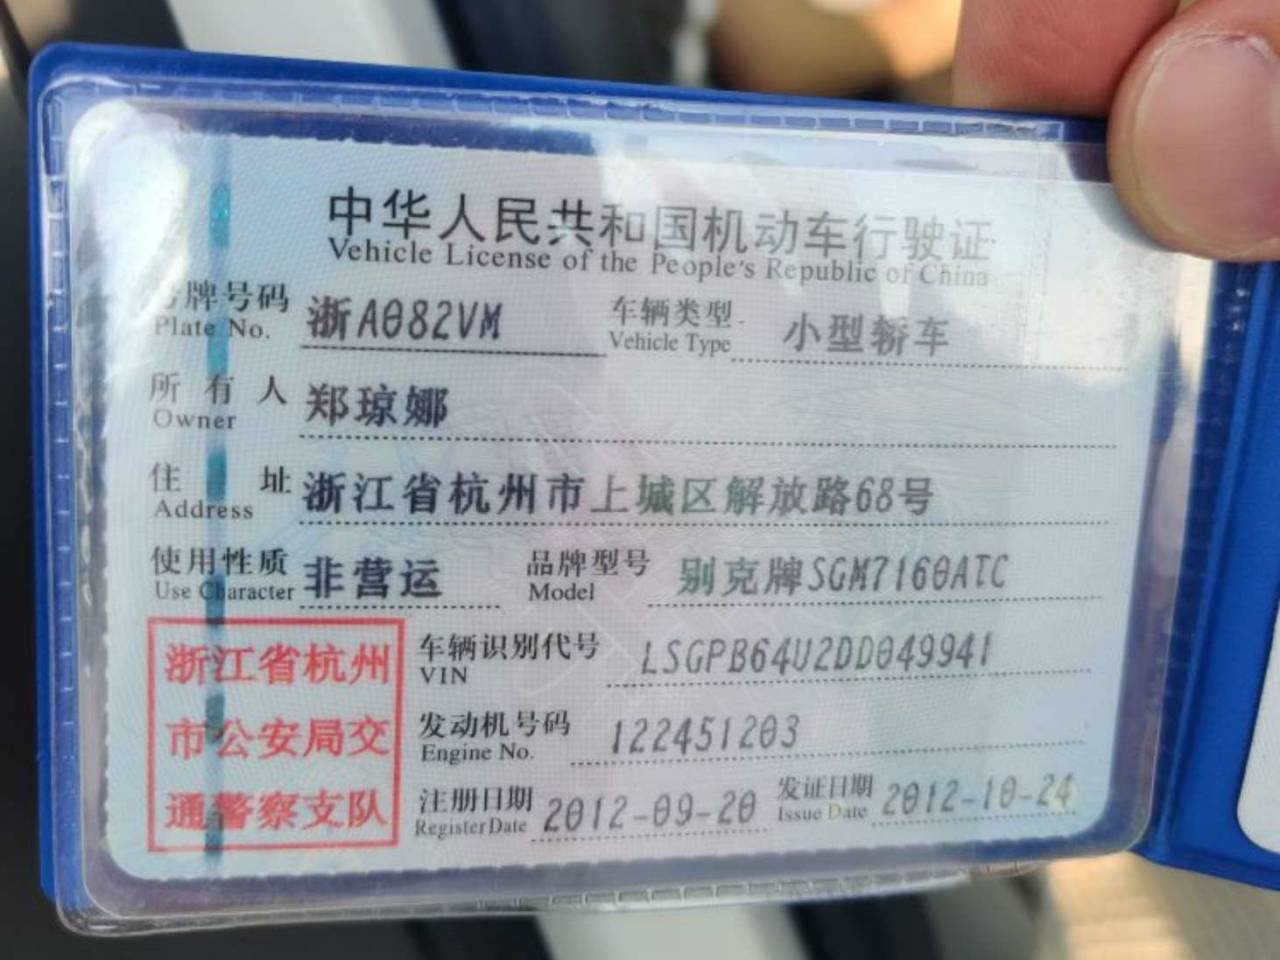 中华人民共和国机动车行驶证
Vehicle License of the People's Republic of China
号牌号码 浙A082VM 车辆类型 小型轿车
Plate No. Vehicle Type
所有人 郑琼娜
Owner
住址 浙江省杭州市上城区解放路68号
Address
使用性质 非营运 品牌型号 别克牌SGM7160ATC
Use Character Model
浙江省杭州
市公安局交
通警察支队
车辆识别代号 LSGPB64U2DD049941
VIN
发动机号码 122451203
Engine No.
注册日期 2012-09-20 发证日期 2012-10-24
Register Date Issue Date